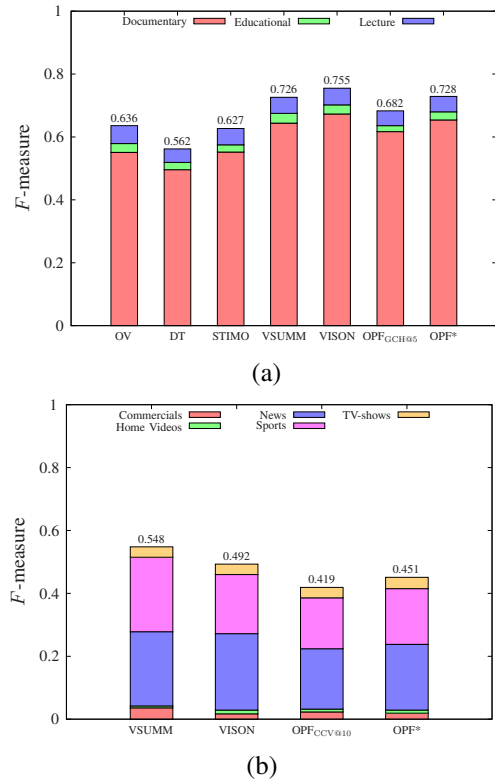 Documentary Educational Lecture
1
0.8
0.6
0.4
0.2
0
F-measure
0.636
0.562
0.627
0.726
0.755
0.682
0.728
OV DT STIMO VSUMM VISON OPFGCH@5 OPF*
(a)
Commercials News TV-shows
Home Videos Sports
1
0.8
0.6
0.4
0.2
0
F-measure
0.548
0.492
0.419
0.451
VSUMM VISON OPFCCV@10 OPF*
(b)